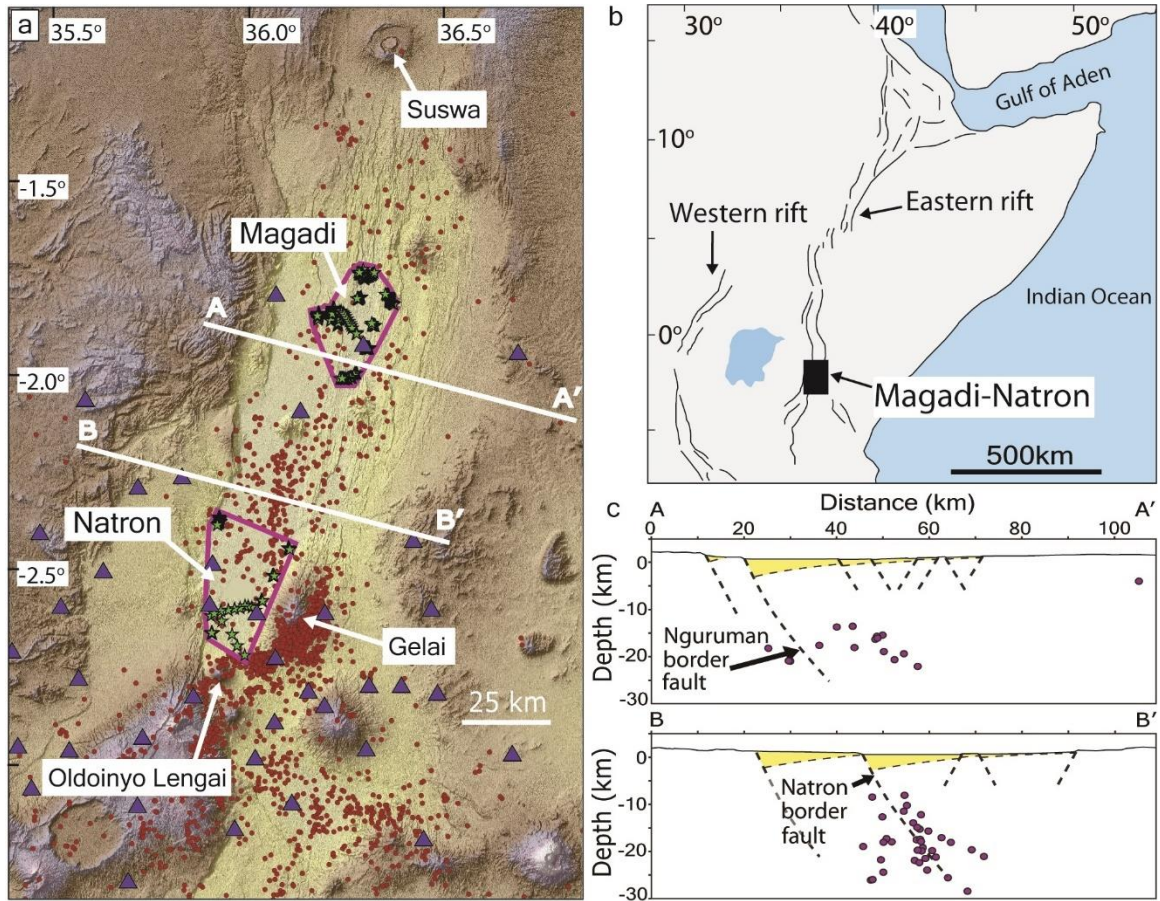 a
35.5°
36.0°
36.5°
Suswa
-1.5°
Magadi
A
-2.0°
A'
B
B'
Natron
-2.5°
Gelai
25 km
Oldoinyo Lengai
b
30°
40°
50°
Gulf of Aden
10°
Western rift
Eastern rift
Indian Ocean
0°
Magadi-Natron
500km
c
Distance (km)
A
A'
0
20
40
60
80
100
Depth (km)
0
-10
-20
-30
Nguruman
border
fault
B
B'
Depth (km)
0
-10
-20
-30
Natron
border
fault